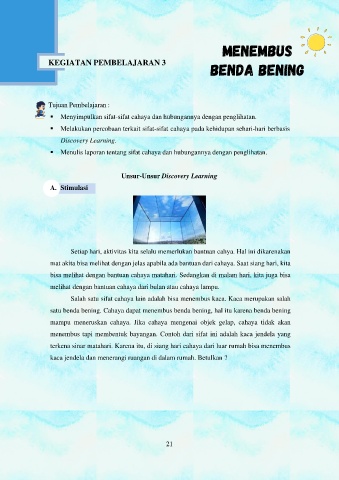 MENEMBUS
BENDA BENING
KEGIATAN PEMBELAJARAN 3
Tujuan Pembelajaran :
• Menyimpulkan sifat-sifat cahaya dan hubungannya dengan penglihatan.
• Melakukan percobaan terkait sifat-sifat cahaya pada kehidupan sehari-hari berbasis
Discovery Learning.
• Menulis laporan tentang sifat cahaya dan hubungannya dengan penglihatan.
Unsur-Unsur Discovery Learning
A. Stimulasi
Setiap hari, aktivitas kita selalu memerlukan bantuan cahya. Hal ini dikarenakan
mat akita bisa melihat dengan jelas apabila ada bantuan dari cahaya. Saat siang hari, kita
bisa melihat dengan bantuan cahaya matahari. Sedangkan di malam hari, kita juga bisa
melihat dengan bantuan cahaya dari bulan atau cahaya lampu.
Salah satu sifat cahaya lain adalah bisa menembus kaca. Kaca merupakan salah
satu benda bening. Cahaya dapat menembus benda bening, hal itu karena benda bening
mampu meneruskan cahaya. Jika cahaya mengenai objek gelap, cahaya tidak akan
menembus tapi membentuk bayangan. Contoh dari sifat ini adalah kaca jendela yang
terkena sinar matahari. Karena itu, di siang hari cahaya dari luar rumah bisa menembus
kaca jendela dan menerangi ruangan di dalam rumah. Betulkan ?
21